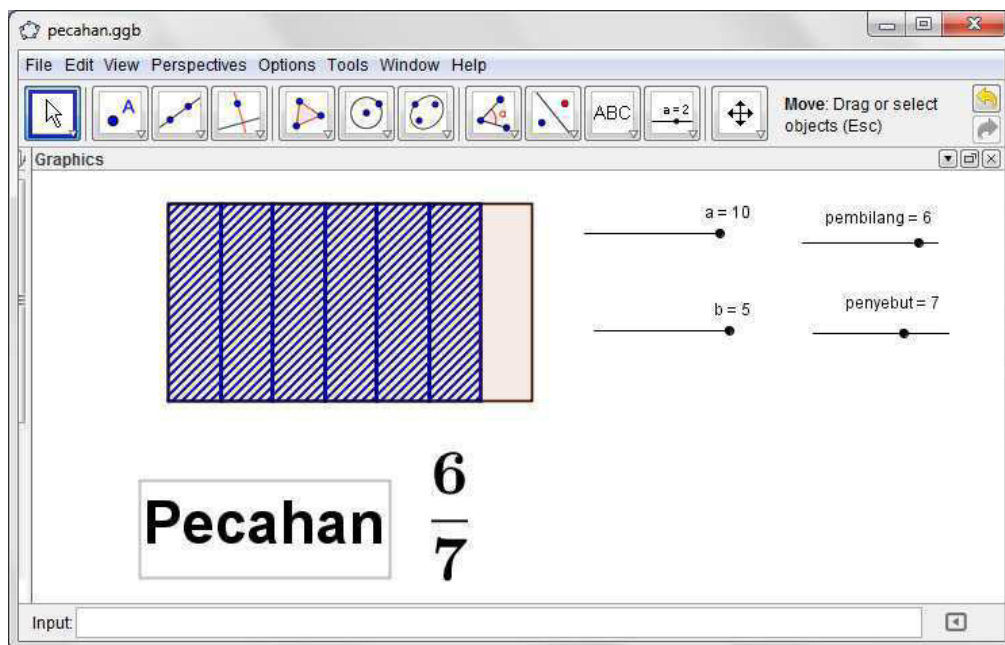 pecahan.ggb
File Edit View Perspectives Options Tools Window Help
A
α
ABC
a=2
Move: Drag or select
objects (Esc)
Graphics
a = 10
pembilang = 6
b = 5
penyebut = 7
Pecahan
6
7
Input: